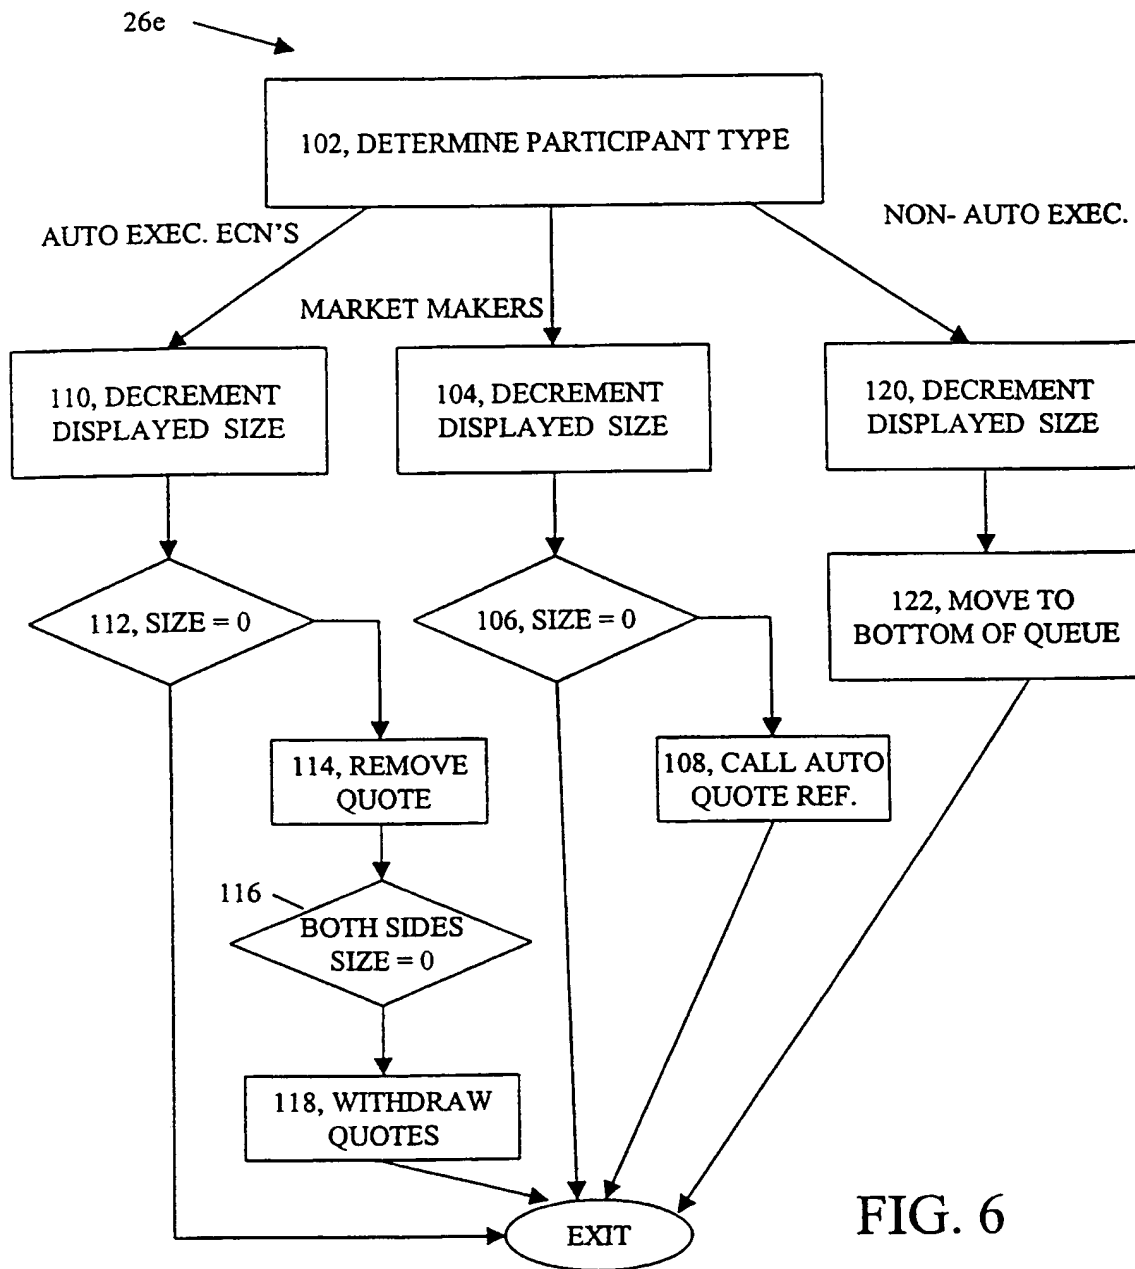 26e
102, DETERMINE PARTICIPANT TYPE
AUTO EXEC. ECN'S
NON- AUTO EXEC.
MARKET MAKERS
110, DECREMENT
DISPLAYED SIZE
104, DECREMENT
DISPLAYED SIZE
120, DECREMENT
DISPLAYED SIZE
112, SIZE = 0
106, SIZE = 0
122, MOVE TO
BOTTOM OF QUEUE
114, REMOVE
QUOTE
108, CALL AUTO
QUOTE REF.
116
BOTH SIDES
SIZE = 0
118, WITHDRAW
QUOTES
EXIT
FIG. 6